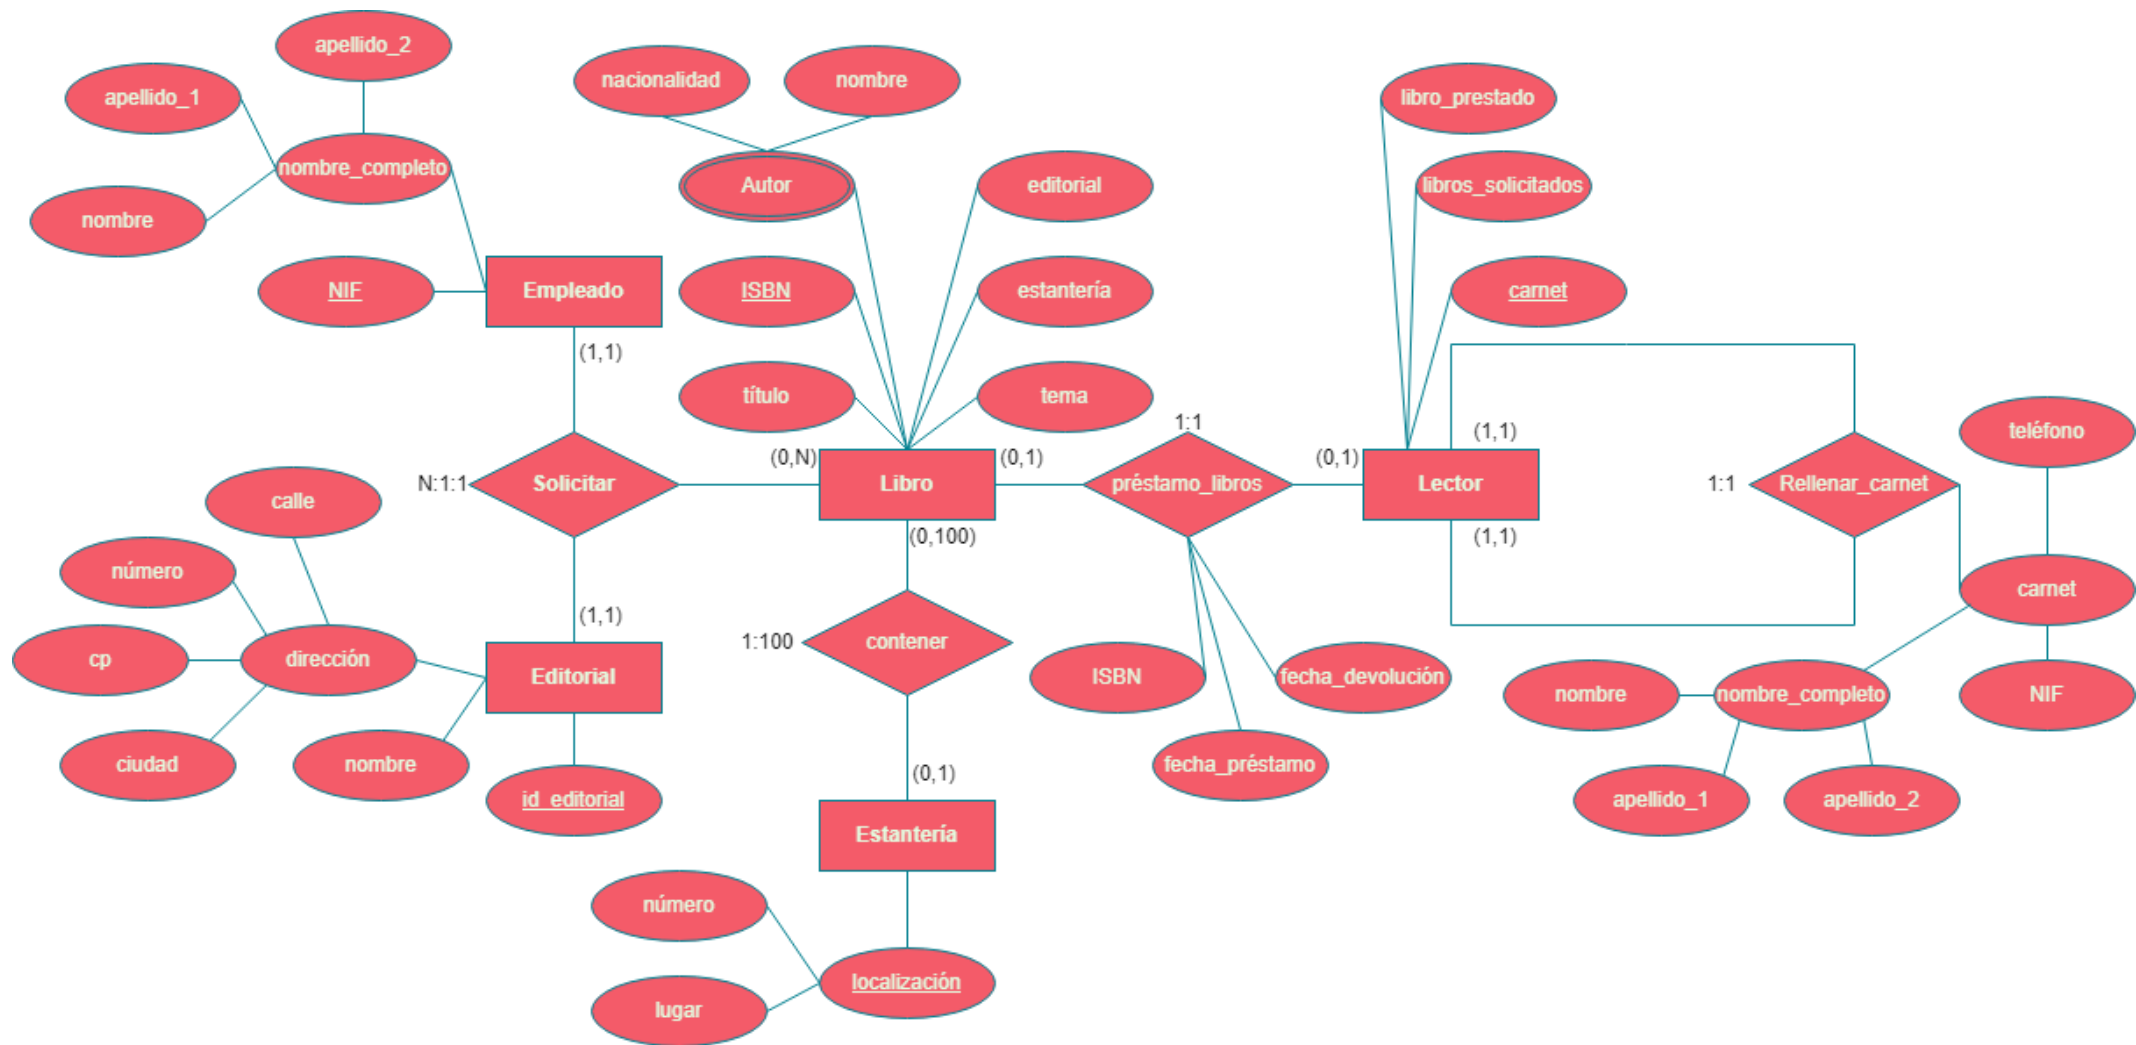 apellido_2
apellido_1
nombre_completo
nombre
NIF
Empleado
(1,1)
nacionalidad
nombre
Autor
editorial
ISBN
estantería
título
tema
libro_prestado
libros_solicitados
carnet
(0,N)
Libro
(0,1)
(0,100)
1:1
préstamo_libros
(0,1)
Lector
(1,1)
(1,1)
1:1
Rellenar_carnet
teléfono
carnet
NIF
nombre_completo
nombre
apellido_1
apellido_2
N:1:1
Solicitar
calle
número
cp
dirección
ciudad
(1,1)
Editorial
nombre
id_editorial
1:100
contener
(0,1)
Estantería
ISBN
fecha_devolución
fecha_préstamo
número
localización
lugar